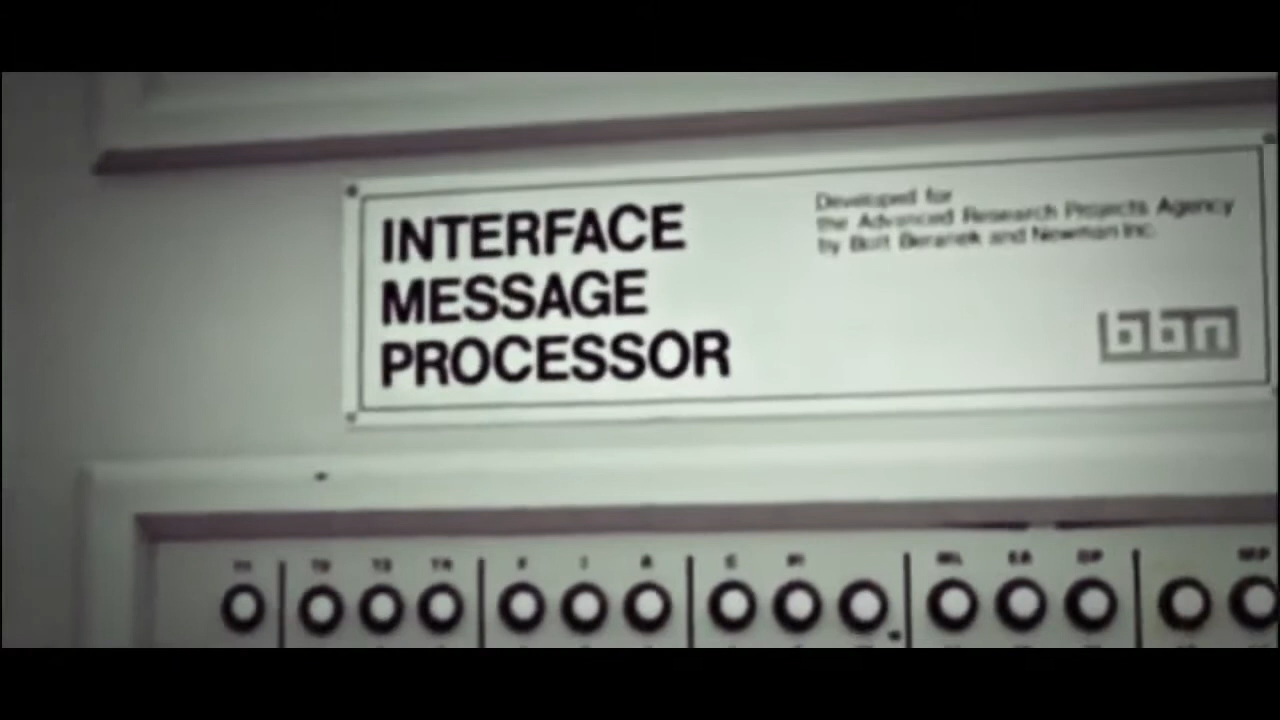 INTERFACE
MESSAGE
PROCESSOR
Developed for
the Advanced Research Projects Agency
by Bolt Beranek and Newman Inc.
bbn